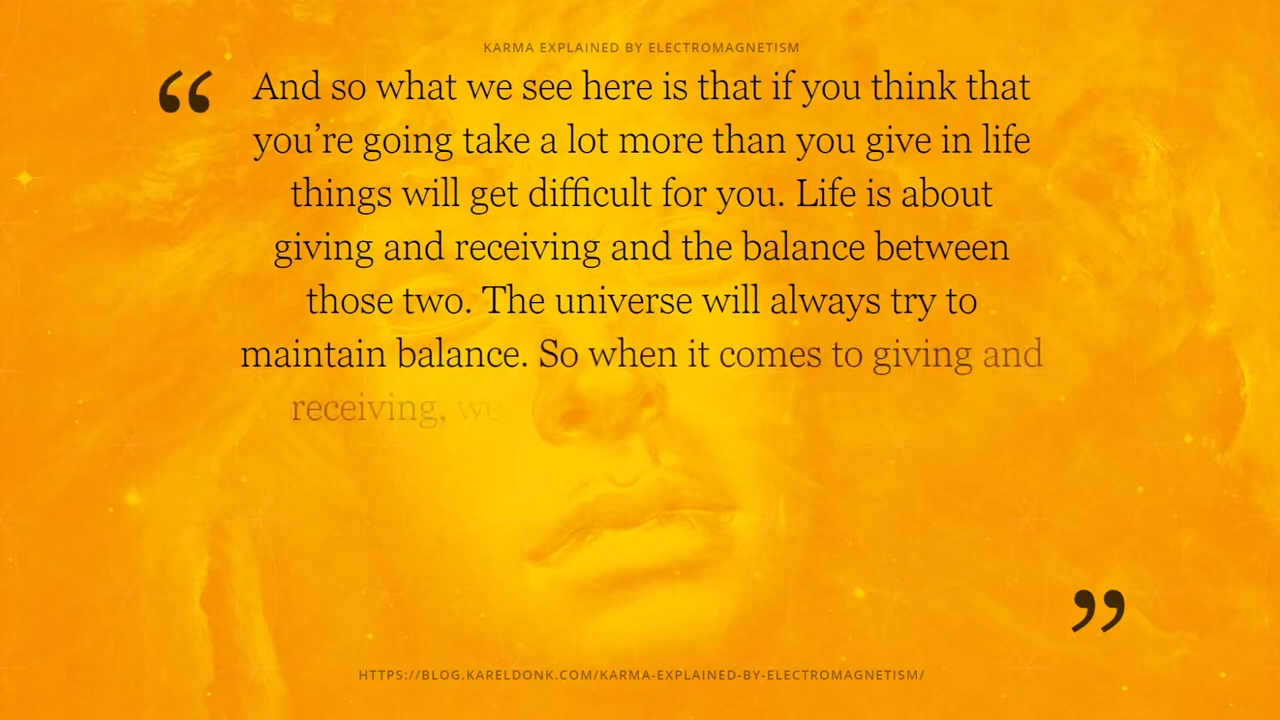 KARMA EXPLAINED BY ELECTROMAGNETISM
“ And so what we see here is that if you think that
you’re going take a lot more than you give in life
things will get difficult for you. Life is about
giving and receiving and the balance between
those two. The universe will always try to
maintain balance. So when it comes to giving and
receiving, we
”
HTTPS://BLOG.KARELDONK.COM/KARMA-EXPLAINED-BY-ELECTROMAGNETISM/